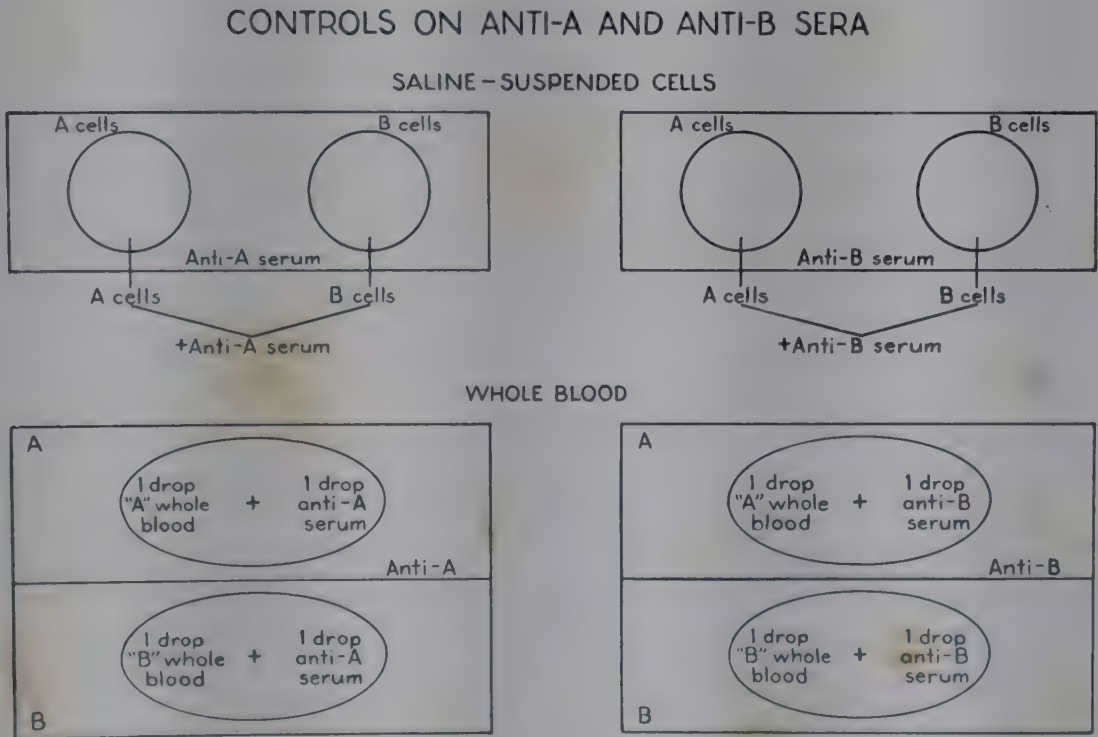 CONTROLS ON ANTI-A AND ANTI-B SERA
SALINE-SUSPENDED CELLS
A cells
B cells
Anti-A serum
A cells
B cells
+Anti-A serum
A cells
B cells
Anti-B serum
A cells
B cells
+Anti-B serum
WHOLE BLOOD
A
1 drop
"A" whole
blood
+
1 drop
anti-A
serum
Anti-A
1 drop
"B" whole
blood
+
1 drop
anti-A
serum
B
A
1 drop
"A" whole
blood
+
1 drop
anti-B
serum
Anti-B
1 drop
"B" whole
blood
+
1 drop
anti-B
serum
B